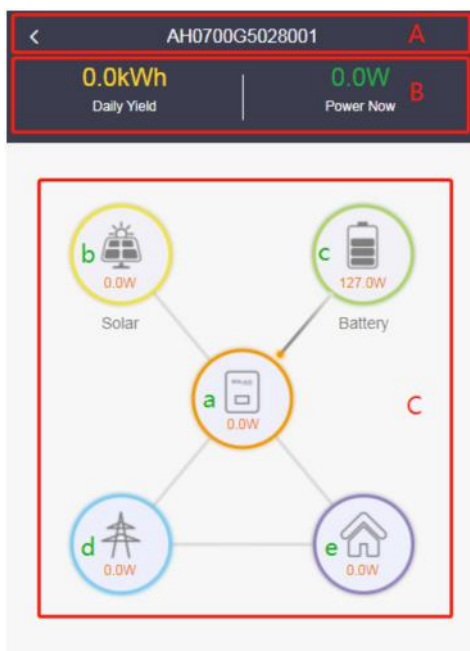 < AH0700G5028001 A
0.0kWh 0.0W B
Daily Yield Power Now
b c
0.0W 127.0W
Solar Battery
a C
0.0W
d e
0.0W 0.0W